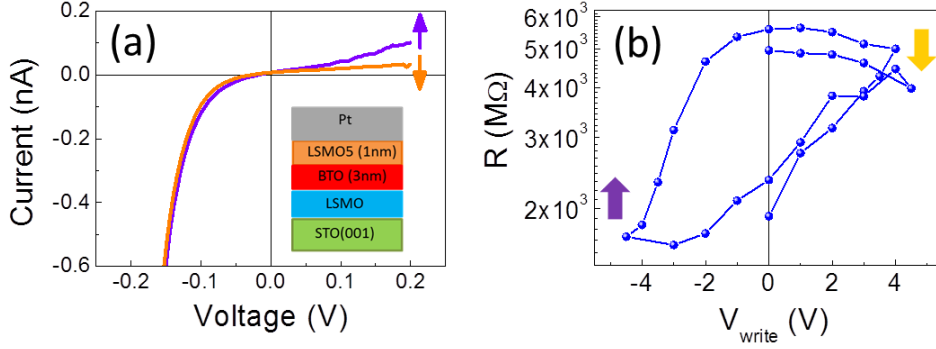 (a)
0.2
0.0
-0.2
-0.4
-0.6
Current (nA)
-0.2
-0.1
0.0
0.1
0.2
Voltage (V)
Pt
LSMO5 (1nm)
BTO (3nm)
LSMO
STO(001)
(b)
6x10³
5x10³
4x10³
3x10³
2x10³
R (MΩ)
-4
-2
0
2
4
V_write (V)